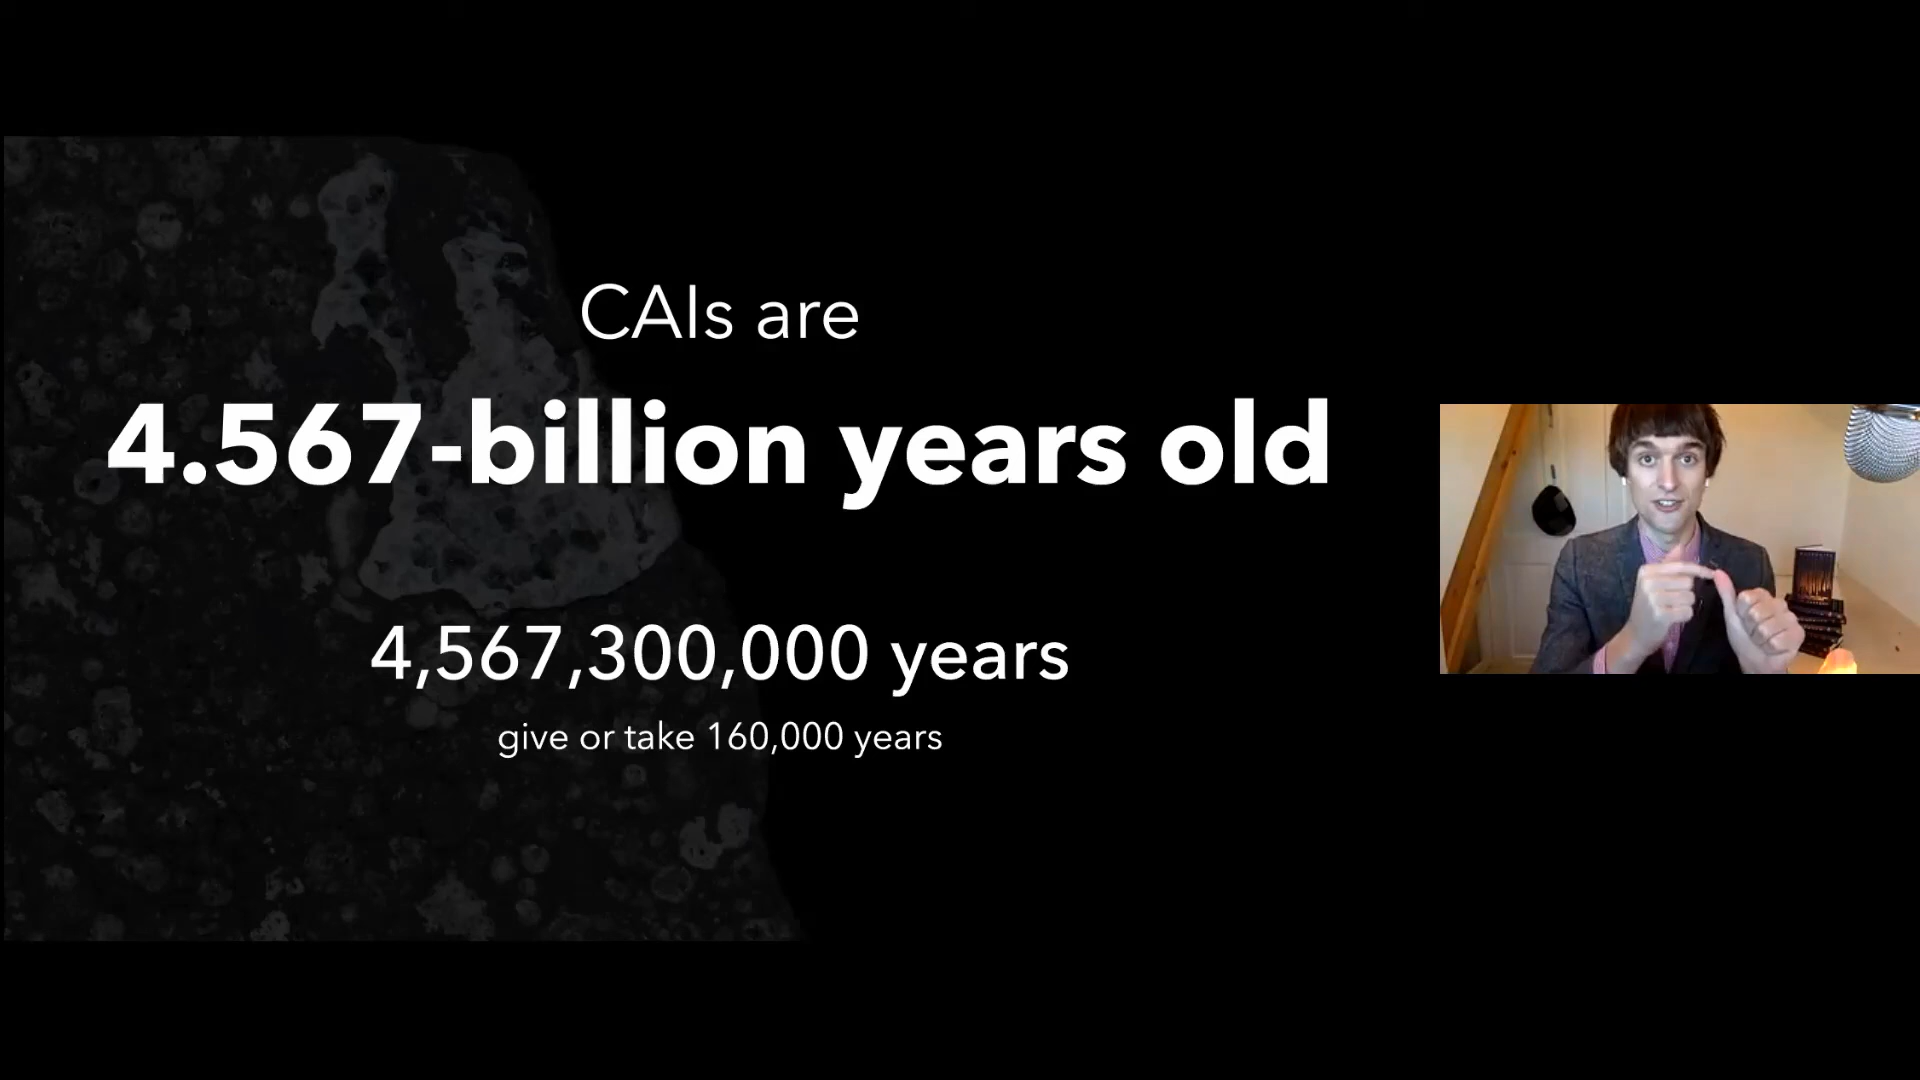 CAIs are
4.567-billion years old
4,567,300,000 years
give or take 160,000 years